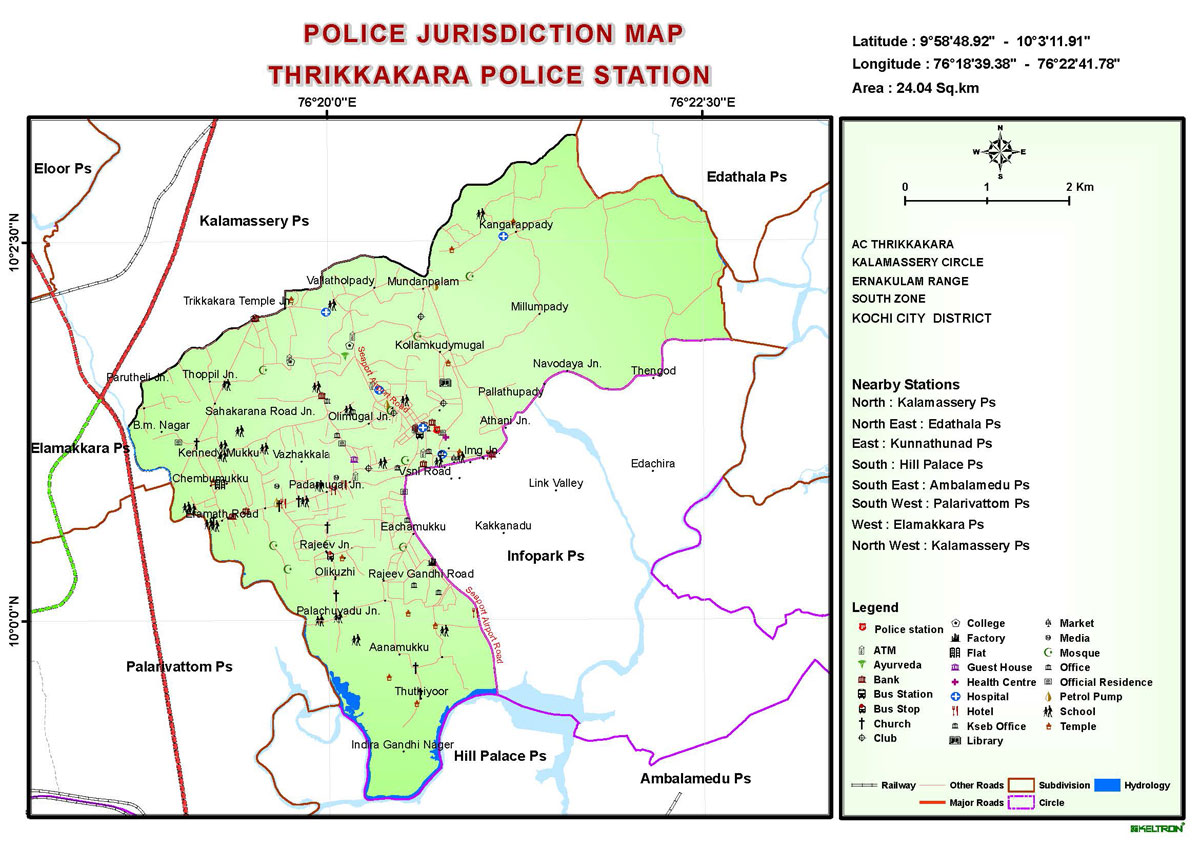 POLICE JURISDICTION MAP
THRIKKAKARA POLICE STATION
Latitude : 9°58'48.92" - 10°3'11.91"
Longitude : 76°18'39.38" - 76°22'41.78"
Area : 24.04 Sq.km
76°20'0"E
76°22'30"E
10°2'30"N
10°0'0"N
Eloor Ps
Edathala Ps
Kalamassery Ps
Kangarappady
Vallatholpady
Mundanpalam
Trikkakara Temple Jn.
Millumpady
Kollamkudymugal
Seaport Airport Road
Navodaya Jn.
Thengod
Parutheli Jn.
Thoppil Jn.
Pallathupady
Sahakarana Road Jn.
Olimugal Jn.
Athani Jn.
B.m. Nagar
Elamakkara Ps
Kennedy Mukku
Vazhakkala
Img Jn.
Edachira
Vsnl Road
Chembumukku
Padamugal Jn.
Link Valley
Elamath Road
Eachamukku
Kakkanadu
Rajeev Jn.
Infopark Ps
Olikuzhi
Rajeev Gandhi Road
Seaport Airport Road
Palachuvadu Jn.
Aanamukku
Palarivattom Ps
Thuthiyoor
Indira Gandhi Nager
Hill Palace Ps
Ambalamedu Ps
N
W
E
S
0
1
2 Km
AC THRIKKAKARA
KALAMASSERY CIRCLE
ERNAKULAM RANGE
SOUTH ZONE
KOCHI CITY DISTRICT
Nearby Stations
North : Kalamassery Ps
North East : Edathala Ps
East : Kunnathunad Ps
South : Hill Palace Ps
South East : Ambalamedu Ps
South West : Palarivattom Ps
West : Elamakkara Ps
North West : Kalamassery Ps
Legend
Police station
ATM
Ayurveda
Bank
Bus Station
Bus Stop
Church
Club
College
Factory
Flat
Guest House
Health Centre
Hospital
Hotel
Kseb Office
Library
Market
Media
Mosque
Office
Official Residence
Petrol Pump
School
Temple
Railway
Other Roads
Subdivision
Hydrology
Major Roads
Circle
KELTRON